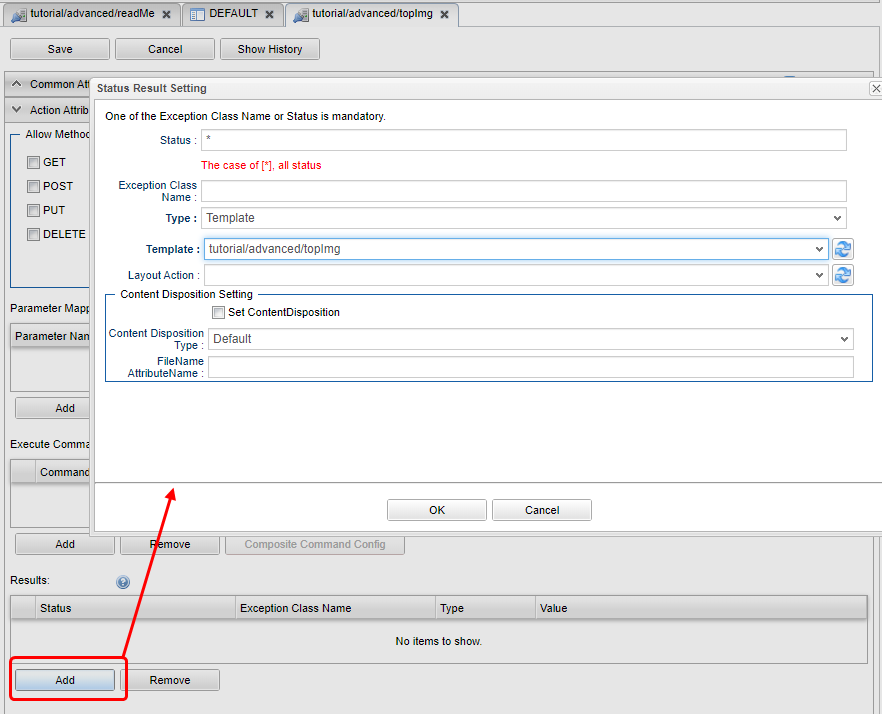 tutorial/advanced/readMe
DEFAULT
tutorial/advanced/topImg
Save
Cancel
Show History
Common Att
Status Result Setting
Action Attrib
One of the Exception Class Name or Status is mandatory.
Allow Metho
Status :
*
The case of [*], all status
GET
POST
PUT
DELETE
Exception Class
Name :
Type :
Template
Template :
tutorial/advanced/topImg
Layout Action :
Content Disposition Setting
Set ContentDisposition
Content Disposition
Type :
Default
FileName
AttributeName :
Parameter Mapp
Parameter Nan
Add
Execute Comma
Command
OK
Cancel
Add
Remove
Composite Command Config
Results:
?
Status
Exception Class Name
Type
Value
No items to show.
Add
Remove